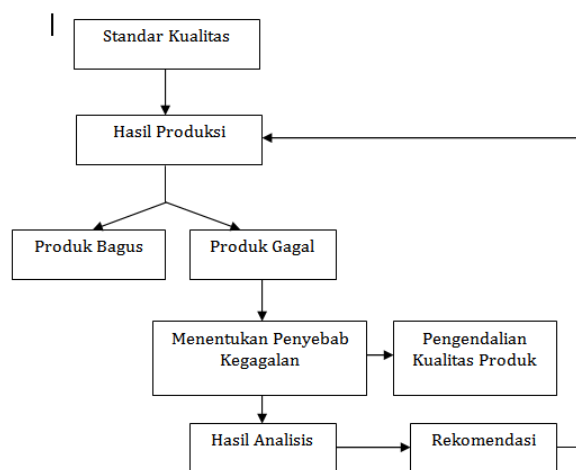 Standar Kualitas
Hasil Produksi
Produk Bagus
Produk Gagal
Menentukan Penyebab
Kegagalan
Pengendalian
Kualitas Produk
Hasil Analisis
Rekomendasi